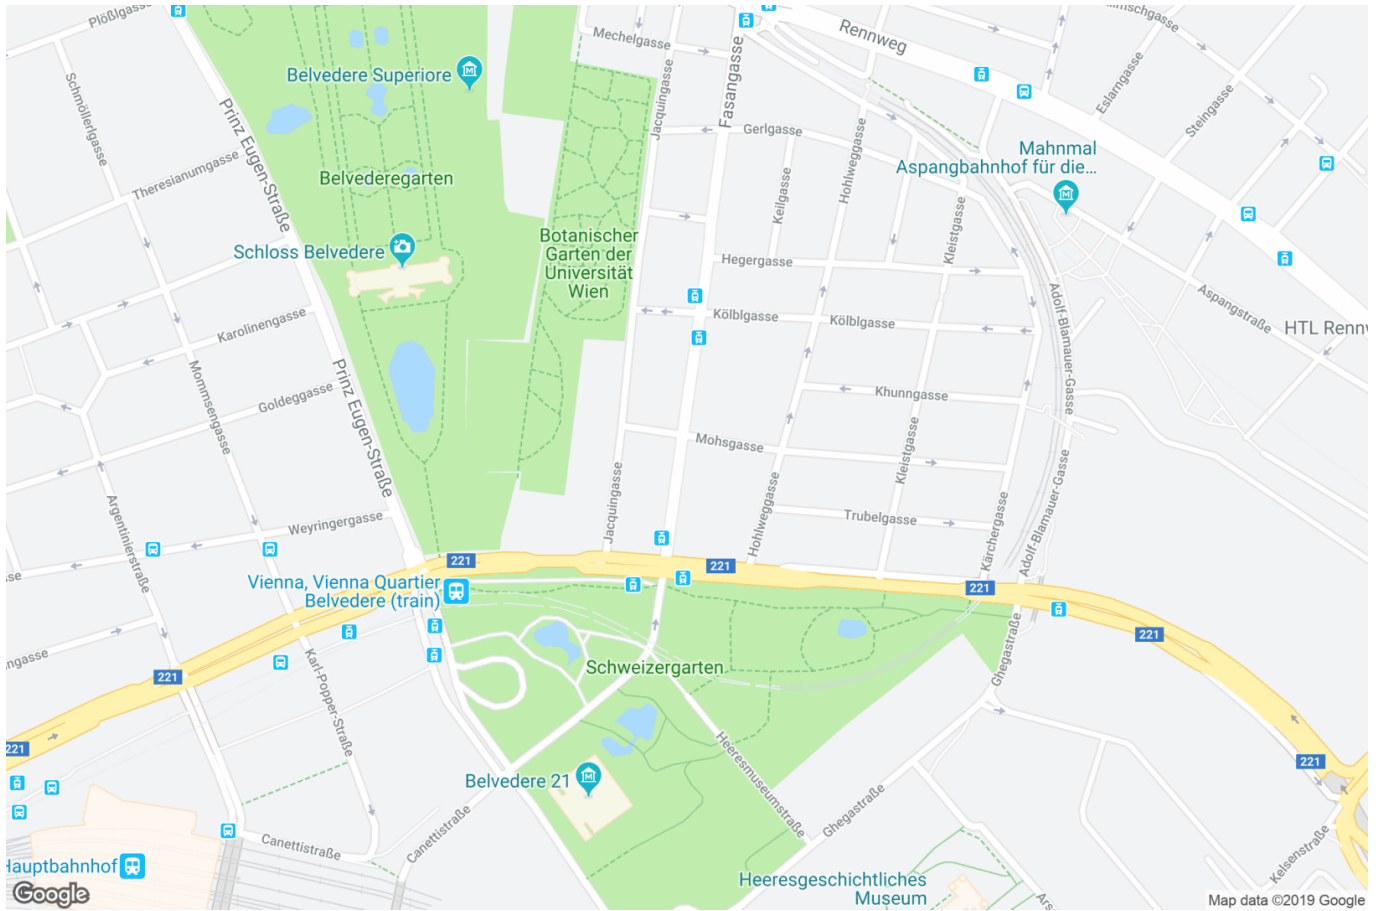 Plößlgasse
Mechelgasse
Rennweg
Belvedere Superiore
Schmöllerlgasse
Prinz Eugen-Straße
Jacquingasse
Fasangasse
Gerlgasse
Eslarngasse
Steingasse
Mahnmal
Aspangbahnhof für die...
Theresianumgasse
Belvederegarten
Hohlweggasse
Keilgasse
Kleistgasse
Schloss Belvedere
Botanischer
Garten der
Universität
Wien
Hegergasse
Adolf-Blamauer-Gasse
Aspangstraße
Karolinengasse
Kölblgasse
Kölblgasse
HTL Rennw
Mommsengasse
Goldeggasse
Prinz Eugen-Straße
Khunngasse
Mohsgasse
Kleistgasse
Argentinierstraße
Weyringergasse
Jacquingasse
Hohlweggasse
Trubelgasse
Kärchergasse
Adolf-Blamauer-Gasse
sse
221
221
221
Vienna, Vienna Quartier
Belvedere (train)
221
ngasse
221
Karl-Popper-Straße
Schweizergarten
Ghegastraße
221
Heeresmuseumstraße
221
Belvedere 21
Canettistraße
Canettistraße
Ghegastraße
Kelsenstraße
Hauptbahnhof
Heeresgeschichtliches
Museum
Ars
Google
Map data ©2019 Google